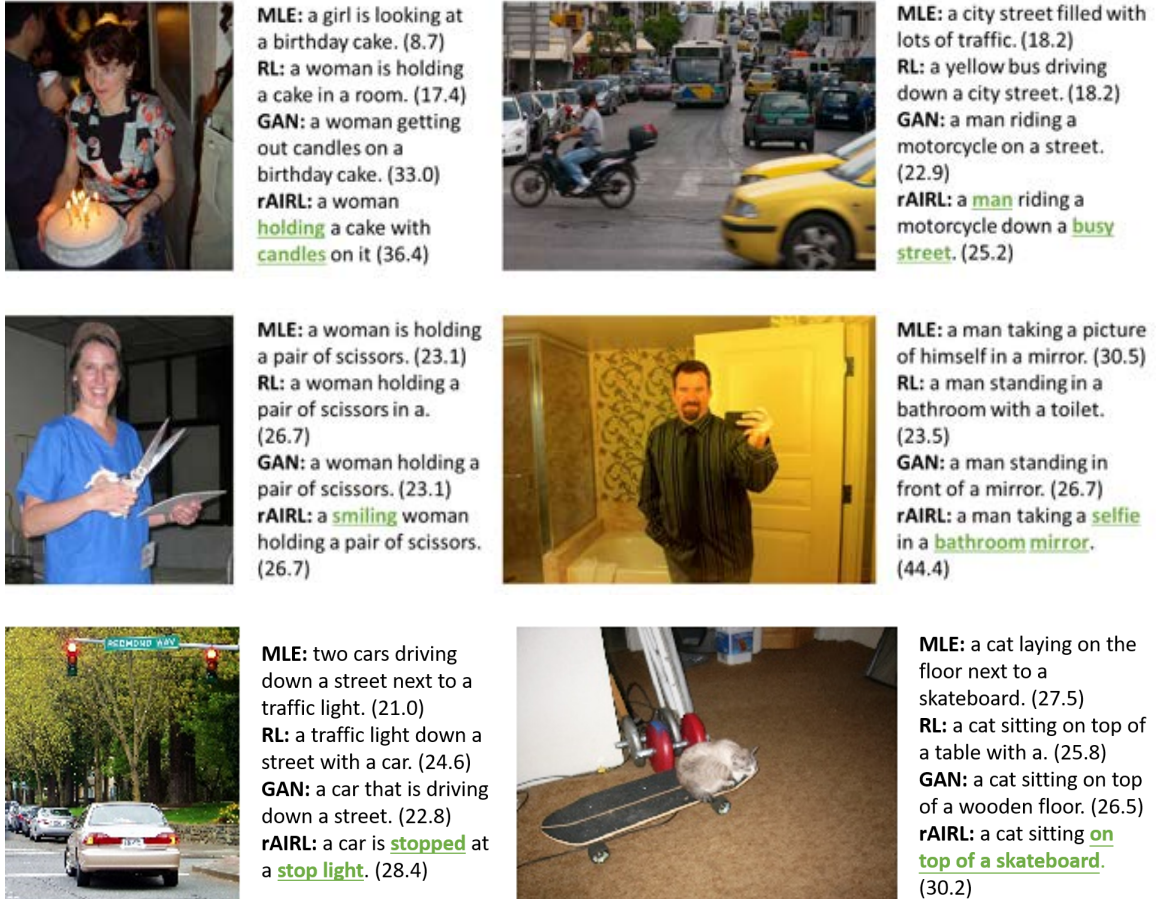 MLE: a girl is looking at
a birthday cake. (8.7)
RL: a woman is holding
a cake in a room. (17.4)
GAN: a woman getting
out candles on a
birthday cake. (33.0)
rAIRL: a woman
holding a cake with
candles on it (36.4)
MLE: a city street filled with
lots of traffic. (18.2)
RL: a yellow bus driving
down a city street. (18.2)
GAN: a man riding a
motorcycle on a street.
(22.9)
rAIRL: a man riding a
motorcycle down a busy
street. (25.2)
MLE: a woman is holding
a pair of scissors. (23.1)
RL: a woman holding a
pair of scissors in a.
(26.7)
GAN: a woman holding a
pair of scissors. (23.1)
rAIRL: a smiling woman
holding a pair of scissors.
(26.7)
MLE: a man taking a picture
of himself in a mirror. (30.5)
RL: a man standing in a
bathroom with a toilet.
(23.5)
GAN: a man standing in
front of a mirror. (26.7)
rAIRL: a man taking a selfie
in a bathroom mirror.
(44.4)
REDMOND WAY
MLE: two cars driving
down a street next to a
traffic light. (21.0)
RL: a traffic light down a
street with a car. (24.6)
GAN: a car that is driving
down a street. (22.8)
rAIRL: a car is stopped at
a stop light. (28.4)
MLE: a cat laying on the
floor next to a
skateboard. (27.5)
RL: a cat sitting on top of
a table with a. (25.8)
GAN: a cat sitting on top
of a wooden floor. (26.5)
rAIRL: a cat sitting on
top of a skateboard.
(30.2)